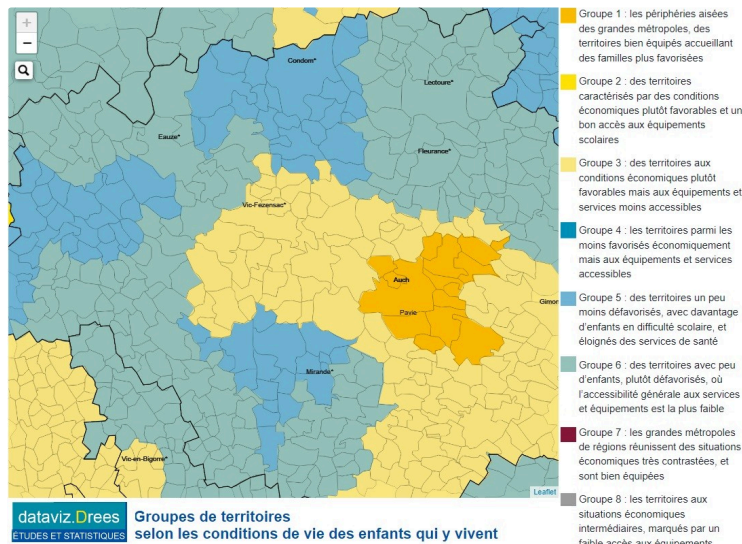 +
−
Condom*
Lectoure*
Eauze*
Fleurance*
Vic-Fezensac*
Auch
Pavie
Gimon
Mirande*
Vic-en-Bigorre*
Leaflet
Groupe 1 : les périphéries aisées
des grandes métropoles, des
territoires bien équipés accueillant
des familles plus favorisées
Groupe 2 : des territoires
caractérisés par des conditions
économiques plutôt favorables et un
bon accès aux équipements
scolaires
Groupe 3 : des territoires aux
conditions économiques plutôt
favorables mais aux équipements et
services moins accessibles
Groupe 4 : les territoires parmi les
moins favorisés économiquement
mais aux équipements et services
accessibles
Groupe 5 : des territoires un peu
moins défavorisés, avec davantage
d'enfants en difficulté scolaire, et
éloignés des services de santé
Groupe 6 : des territoires avec peu
d'enfants, plutôt défavorisés, où
l'accessibilité générale aux services
et équipements est la plus faible
Groupe 7 : les grandes métropoles
de régions réunissent des situations
économiques très contrastées, et
sont bien équipées
Groupe 8 : les territoires aux
situations économiques
intermédiaires, marqués par un
faible accès aux équipements
dataviz.Drees
ÉTUDES ET STATISTIQUES
Groupes de territoires
selon les conditions de vie des enfants qui y vivent